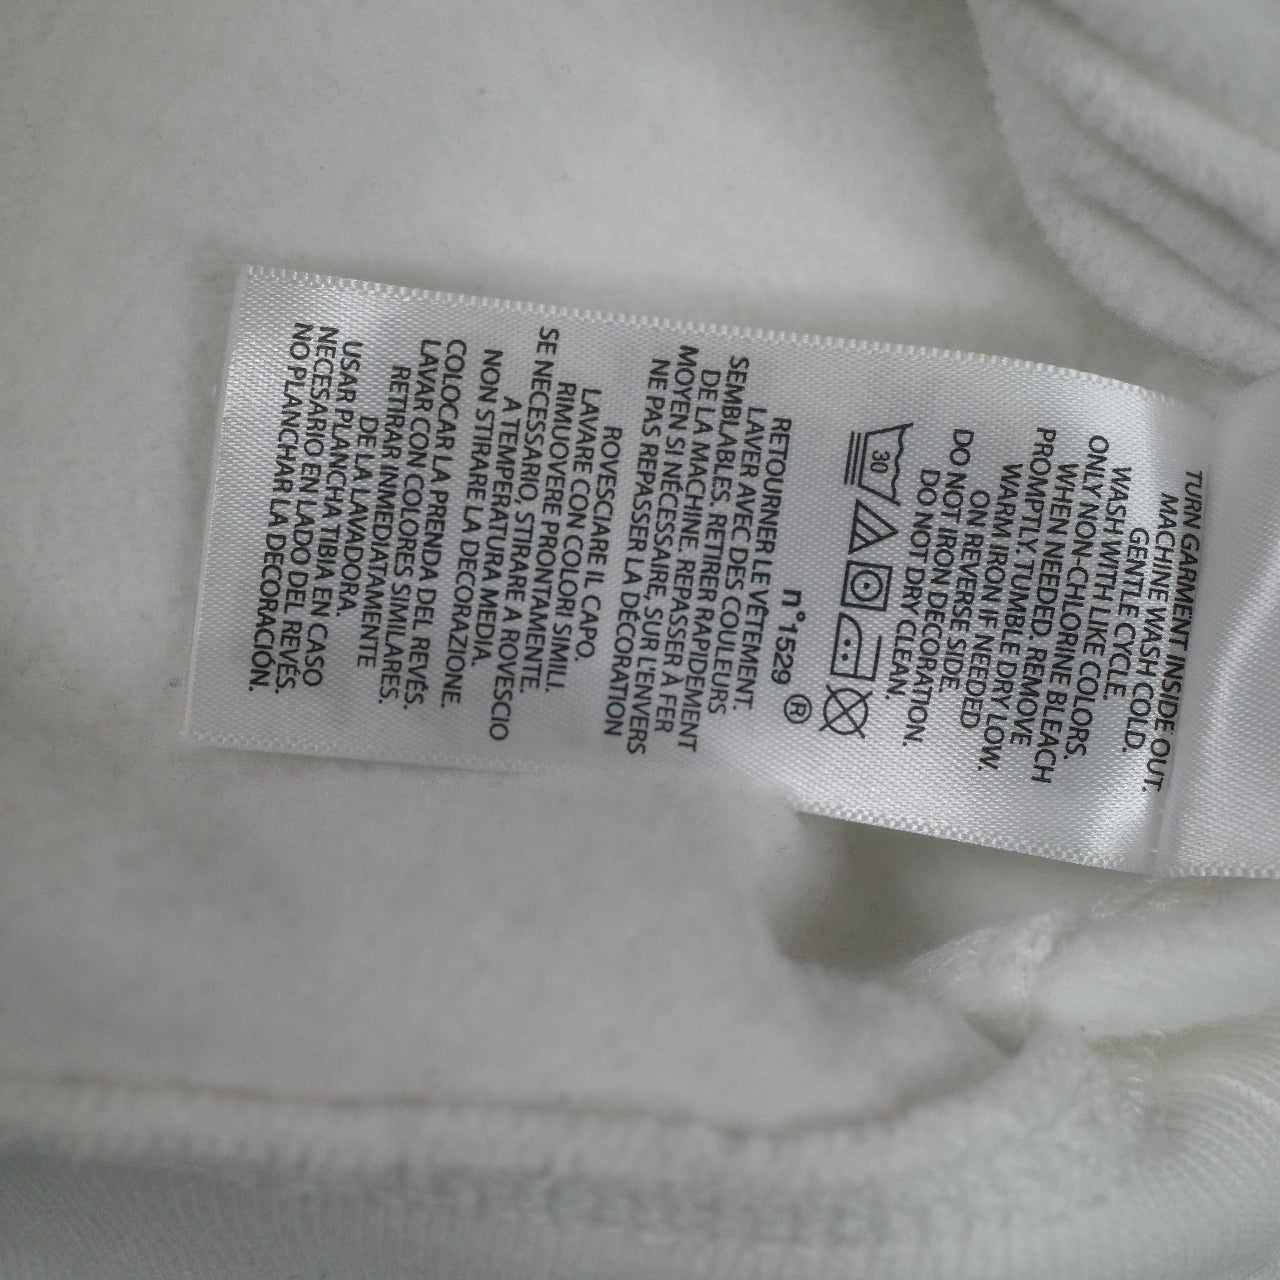 TURN GARMENT INSIDE OUT.
MACHINE WASH COLD.
GENTLE CYCLE.
WASH WITH LIKE COLORS.
ONLY NON-CHLORINE BLEACH
WHEN NEEDED. REMOVE
PROMPTLY. TUMBLE DRY LOW.
WARM IRON IF NEEDED
ON REVERSE SIDE.
DO NOT IRON DECORATION.
DO NOT DRY CLEAN.
30
®
n°1529
RETOURNER LE VÊTEMENT.
LAVER AVEC DES COULEURS
SEMBLABLES. RETIRER RAPIDEMENT
DE LA MACHINE. REPASSER À FER
MOYEN SI NÉCESSAIRE, SUR L'ENVERS
NE PAS REPASSER LA DÉCORATION
ROVESCIARE IL CAPO.
LAVARE CON COLORI SIMILI.
RIMUOVERE PRONTAMENTE.
SE NECESSARIO, STIRARE A ROVESCIO
A TEMPERATURA MEDIA.
NON STIRARE LA DECORAZIONE.
COLOCAR LA PRENDA DEL REVÉS.
LAVAR CON COLORES SIMILARES.
RETIRAR INMEDIATAMENTE
DE LA LAVADORA.
USAR PLANCHA TIBIA EN CASO
NECESARIO EN LADO DEL REVÉS.
NO PLANCHAR LA DECORACIÓN.